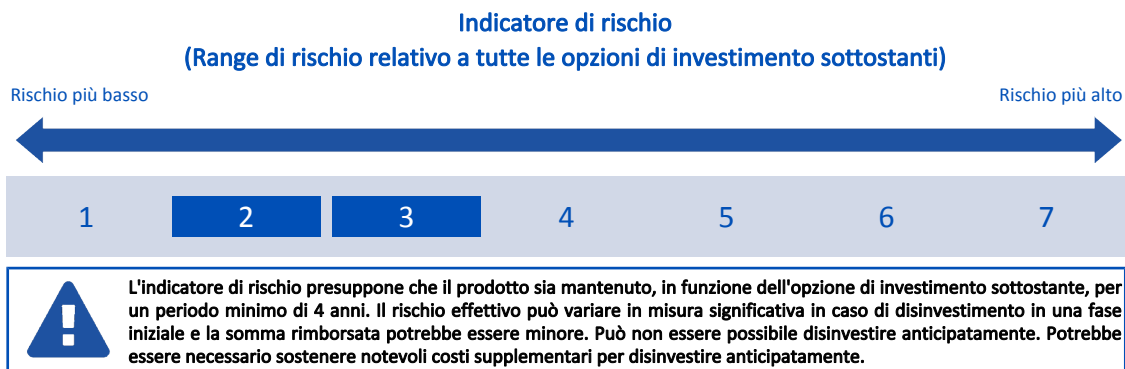 Indicatore di rischio
(Range di rischio relativo a tutte le opzioni di investimento sottostanti)
Rischio più basso
Rischio più alto
1 2 3 4 5 6 7
L'indicatore di rischio presuppone che il prodotto sia mantenuto, in funzione dell'opzione di investimento sottostante, per
un periodo minimo di 4 anni. Il rischio effettivo può variare in misura significativa in caso di disinvestimento in una fase
iniziale e la somma rimborsata potrebbe essere minore. Può non essere possibile disinvestire anticipatamente. Potrebbe
essere necessario sostenere notevoli costi supplementari per disinvestire anticipatamente.